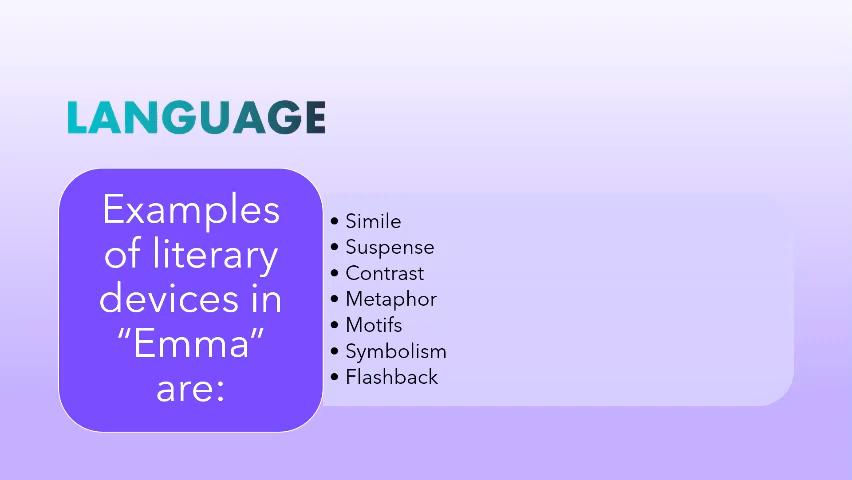 LANGUAGE
Examples
of literary
devices in
“Emma”
are:
• Simile
• Suspense
• Contrast
• Metaphor
• Motifs
• Symbolism
• Flashback